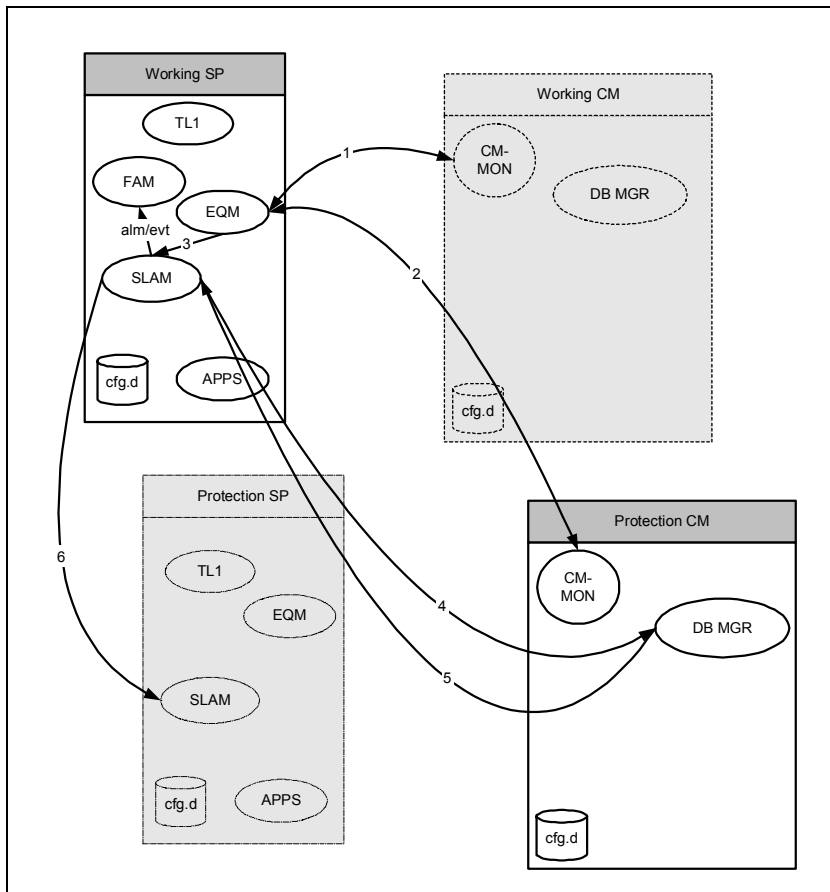 Working SP
TL1
FAM
EQM
alm/evt
3
SLAM
cfg.d
APPS
1
2
Working CM
CM-
MON
DB MGR
cfg.d
Protection SP
6
TL1
EQM
SLAM
cfg.d
APPS
4
5
Protection CM
CM-
MON
DB MGR
cfg.d